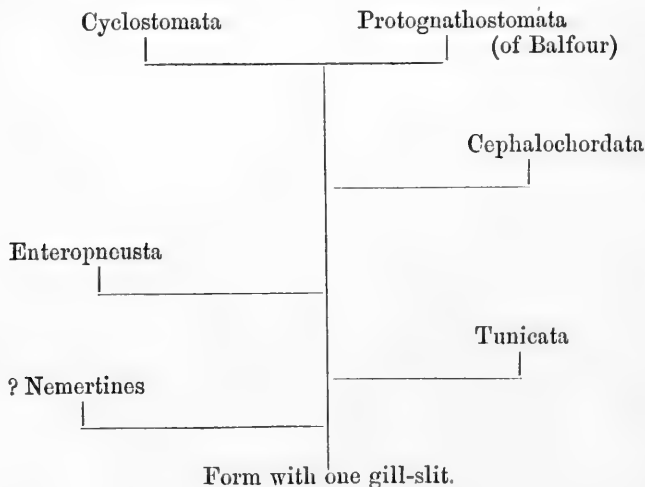 Cyclostomata
Protognathostomata
(of Balfour)
Cephalochordata
Enteropneusta
Tunicata
? Nemertines
Form with one gill-slit.